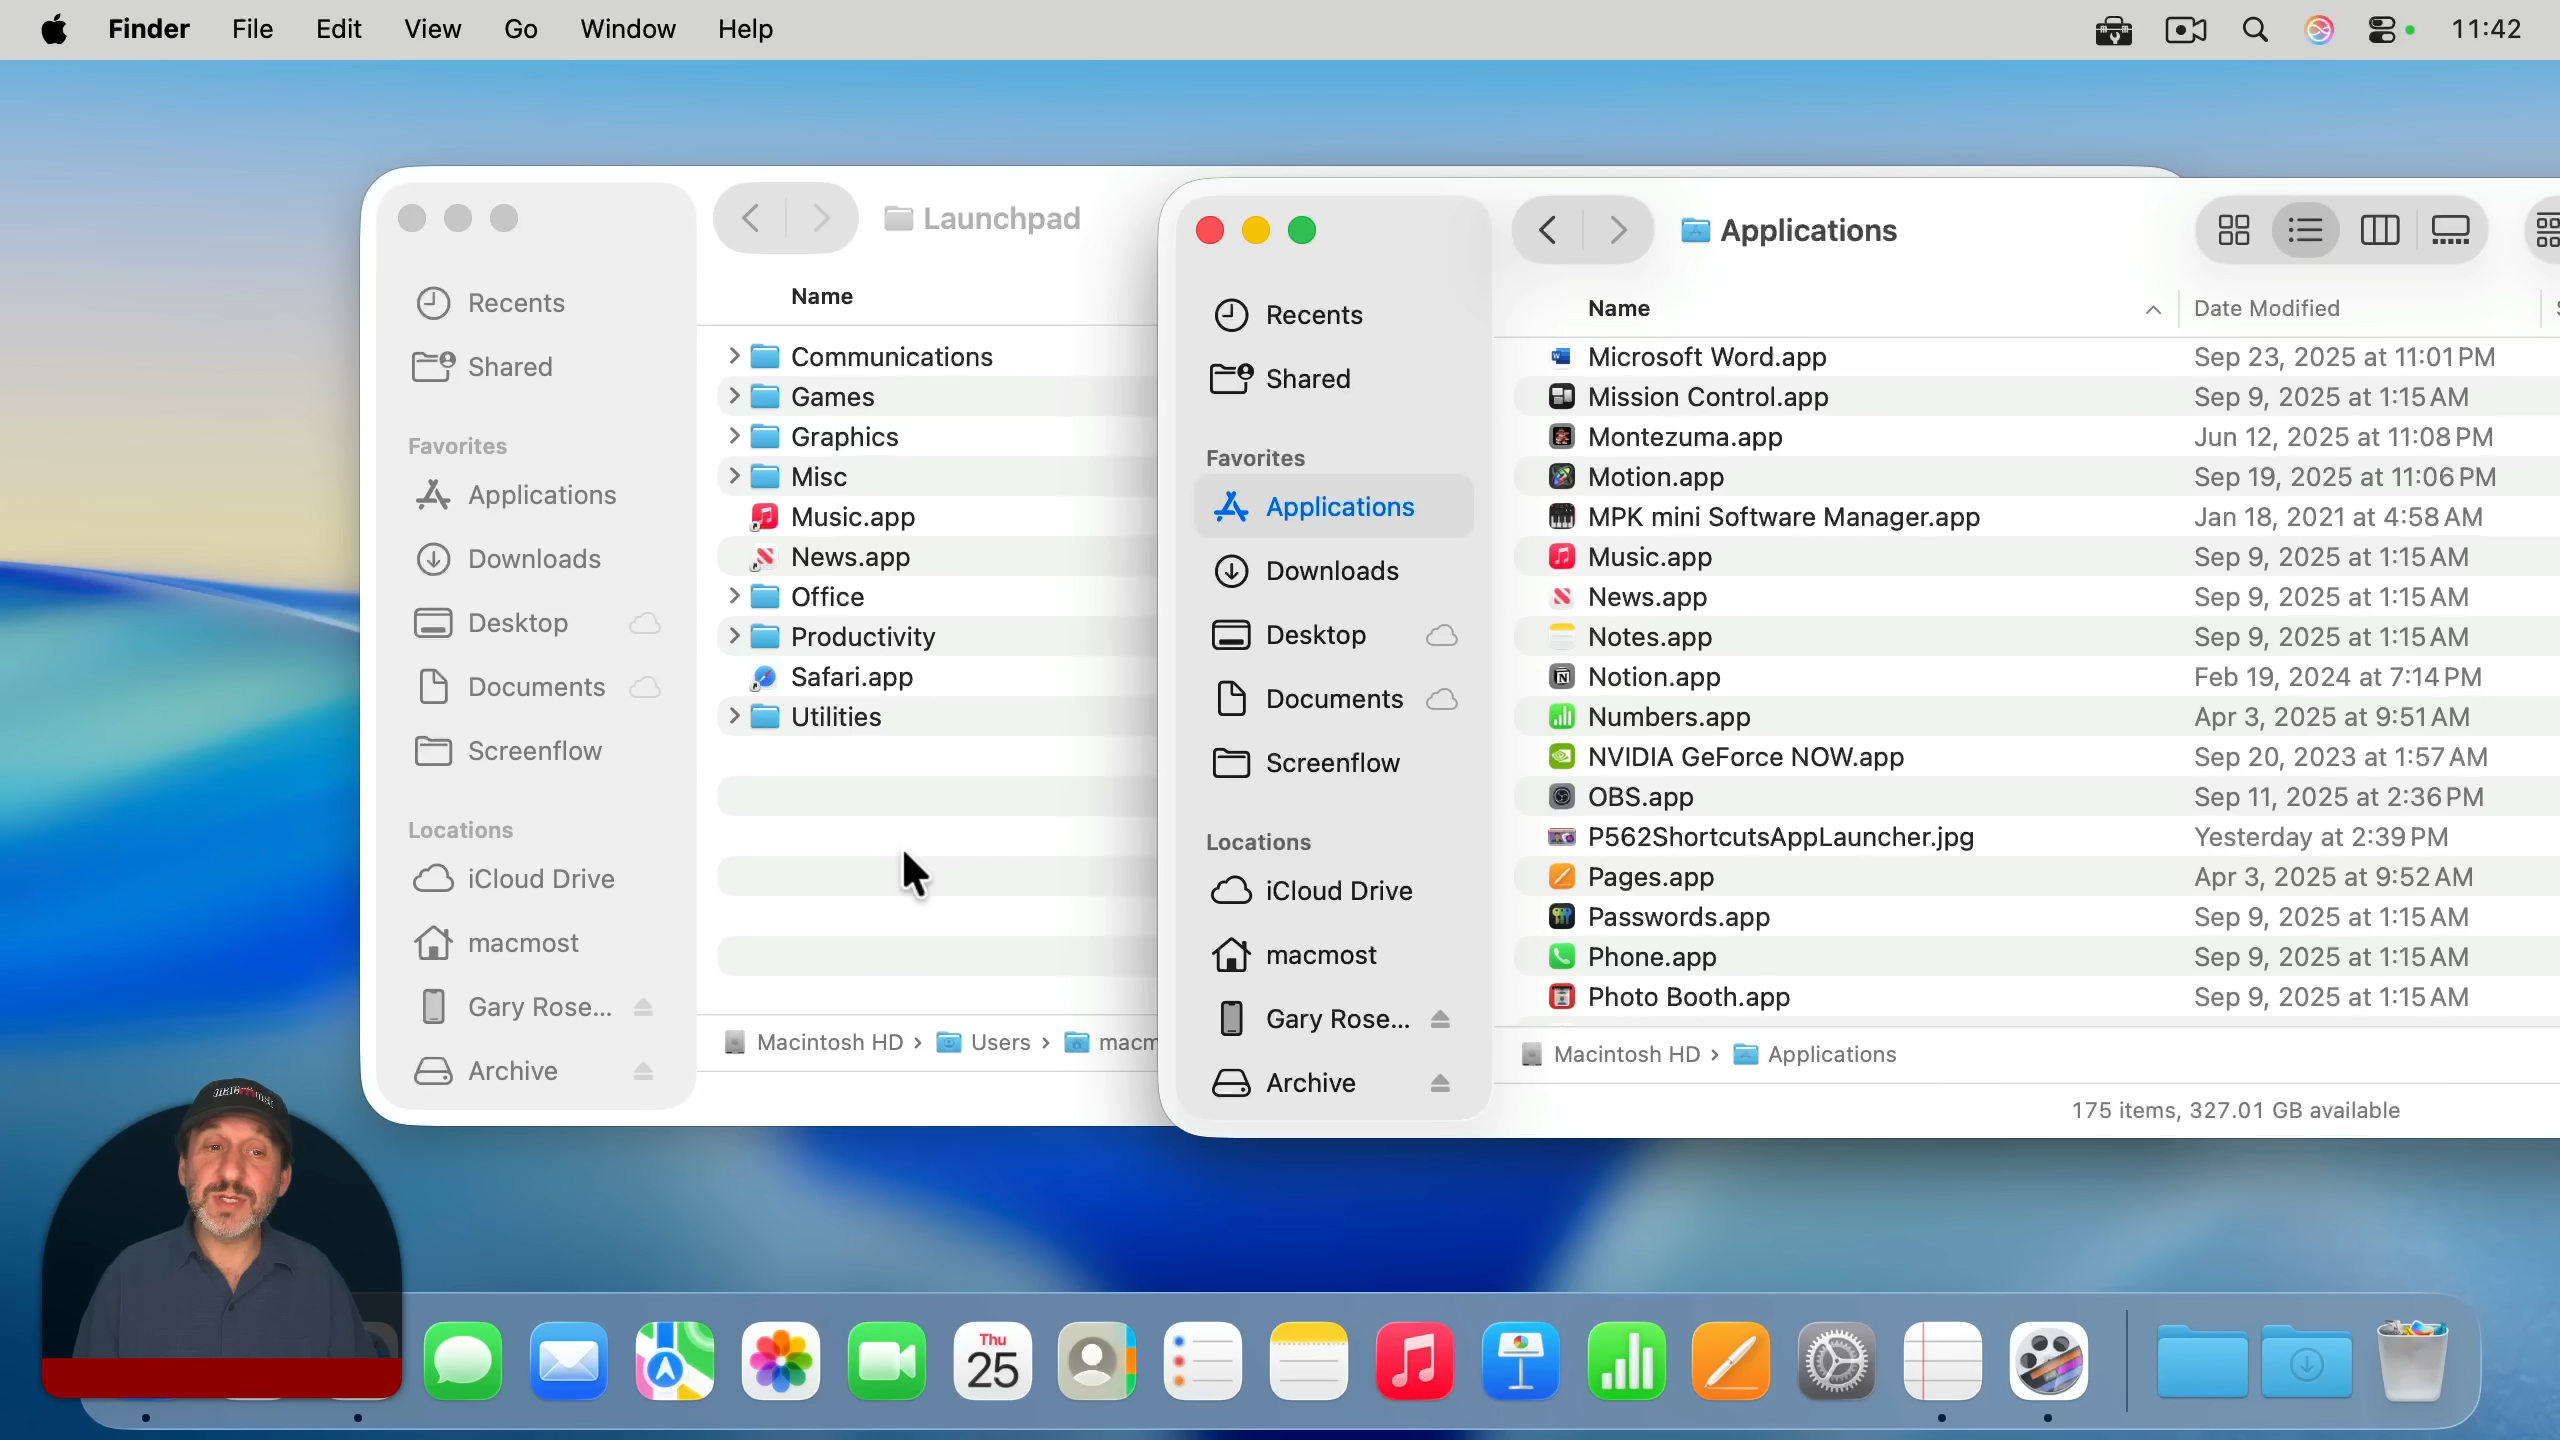 Finder File Edit View Go Window Help 11:42
Launchpad
Name
Recents
Shared
Favorites
Applications
Downloads
Desktop
Documents
Screenflow
Locations
iCloud Drive
macmost
Gary Rose...
Archive
Communications
Games
Graphics
Misc
Music.app
News.app
Office
Productivity
Safari.app
Utilities
Macintosh HD › Users › macm
Applications
Name Date Modified
Recents
Shared
Favorites
Applications
Downloads
Desktop
Documents
Screenflow
Locations
iCloud Drive
macmost
Gary Rose...
Archive
Microsoft Word.app Sep 23, 2025 at 11:01 PM
Mission Control.app Sep 9, 2025 at 1:15 AM
Montezuma.app Jun 12, 2025 at 11:08 PM
Motion.app Sep 19, 2025 at 11:06 PM
MPK mini Software Manager.app Jan 18, 2021 at 4:58 AM
Music.app Sep 9, 2025 at 1:15 AM
News.app Sep 9, 2025 at 1:15 AM
Notes.app Sep 9, 2025 at 1:15 AM
Notion.app Feb 19, 2024 at 7:14 PM
Numbers.app Apr 3, 2025 at 9:51 AM
NVIDIA GeForce NOW.app Sep 20, 2023 at 1:57 AM
OBS.app Sep 11, 2025 at 2:36 PM
P562ShortcutsAppLauncher.jpg Yesterday at 2:39 PM
Pages.app Apr 3, 2025 at 9:52 AM
Passwords.app Sep 9, 2025 at 1:15 AM
Phone.app Sep 9, 2025 at 1:15 AM
Photo Booth.app Sep 9, 2025 at 1:15 AM
Macintosh HD › Applications
175 items, 327.01 GB available
Thu
25